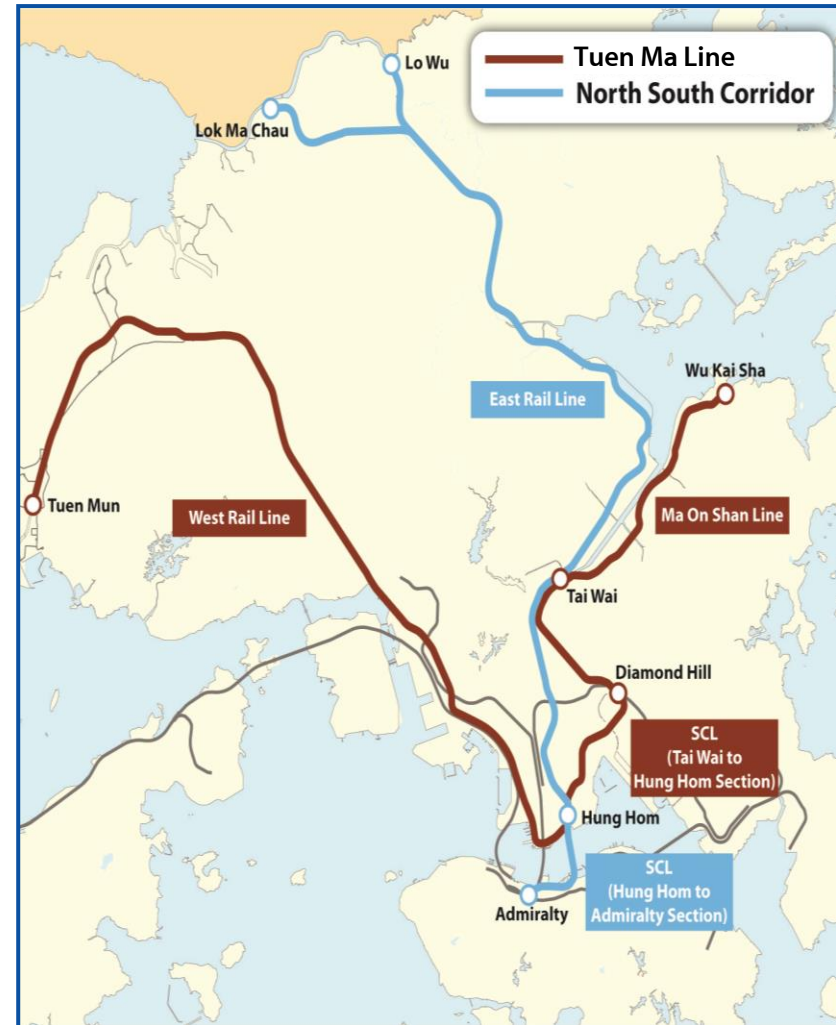 Tuen Ma Line
North South Corridor
Lo Wu
Lok Ma Chau
Wu Kai Sha
East Rail Line
Tuen Mun
West Rail Line
Ma On Shan Line
Tai Wai
Diamond Hill
SCL
(Tai Wai to
Hung Hom Section)
Hung Hom
SCL
(Hung Hom to
Admiralty Section)
Admiralty